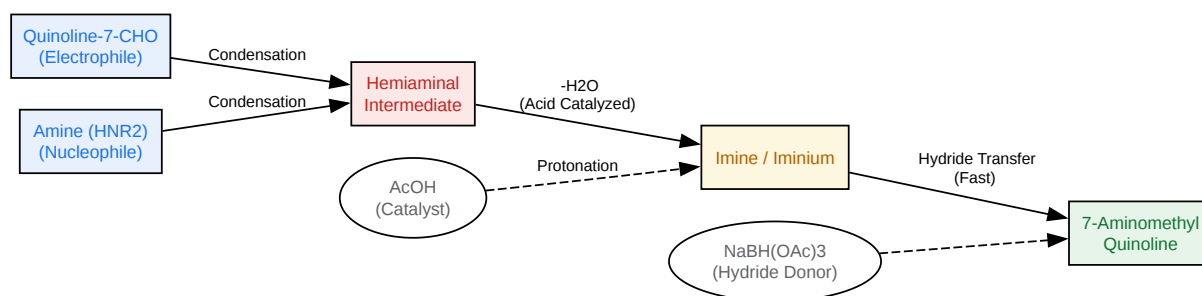 Quinoline-7-CHO
(Electrophile)
Condensation
Amine (HNR2)
(Nucleophile)
Condensation
Hemiaminal
Intermediate
-H2O
(Acid Catalyzed)
AcOH
(Catalyst)
Protonation
Imine / Iminium
Hydride Transfer
(Fast)
NaBH(OAc)3
(Hydride Donor)
7-Aminomethyl
Quinoline